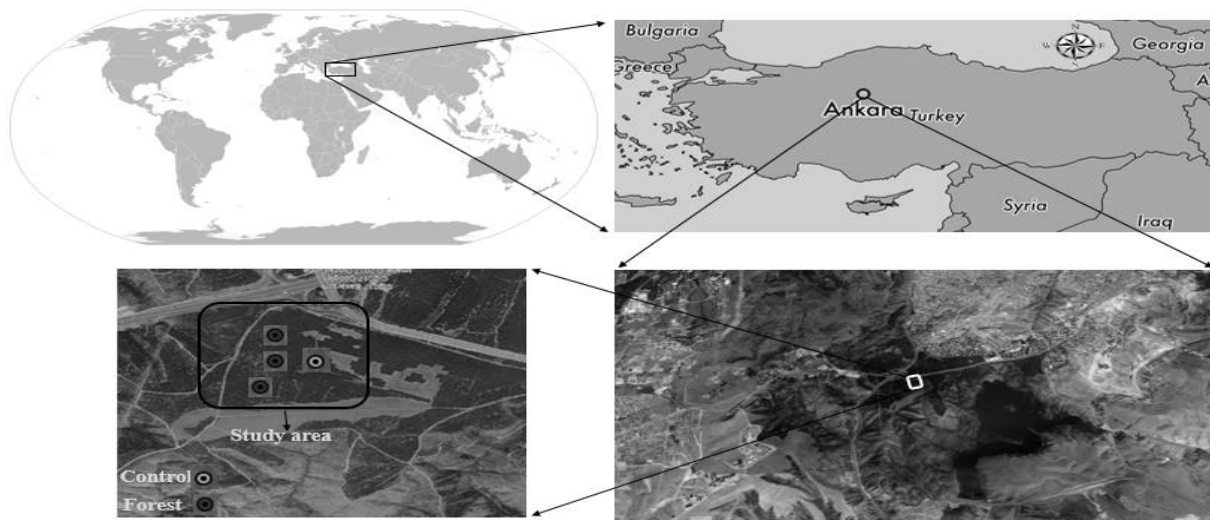 Bulgaria
N
W E
S
Georgia
Greece
A
Ankara
Turkey
Syria
Iraq
Study area
Control
Forest